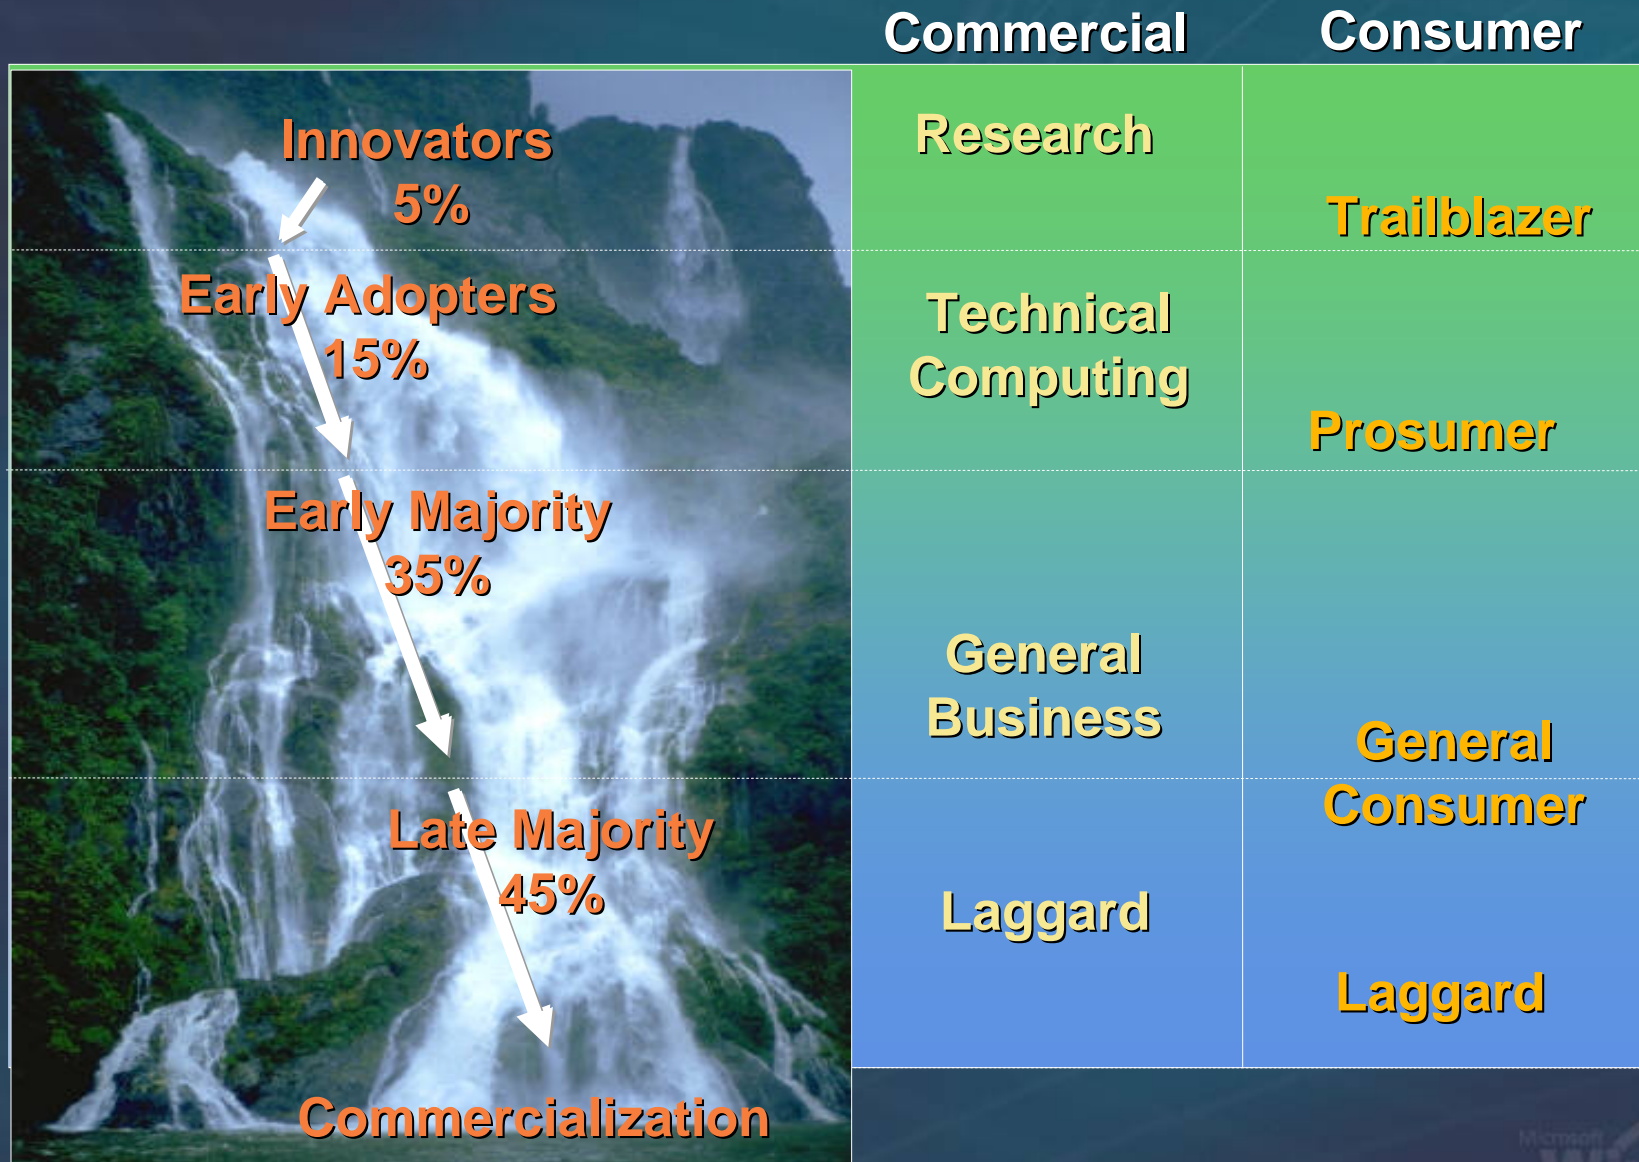 Commercial
Consumer
Innovators
5%
Research
Trailblazer
Early Adopters
15%
Technical
Computing
Prosumer
Early Majority
35%
General
Business
General
Consumer
Late Majority
45%
Laggard
Laggard
Commercialization
Microsoft